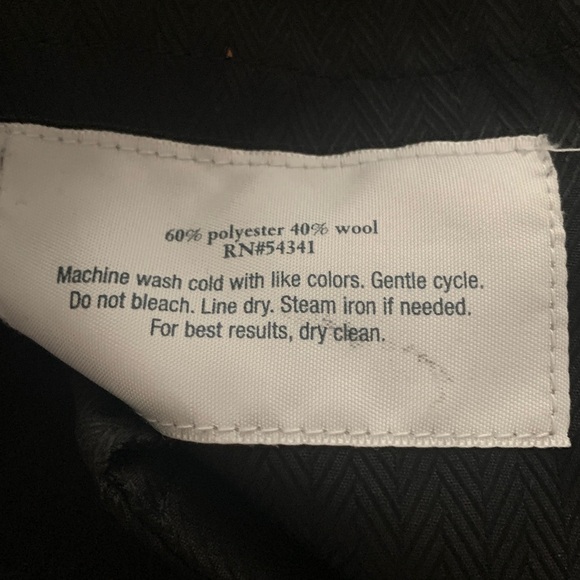 60% polyester 40% wool
RN#54341
Machine wash cold with like colors. Gentle cycle.
Do not bleach. Line dry. Steam iron if needed.
For best results, dry clean.